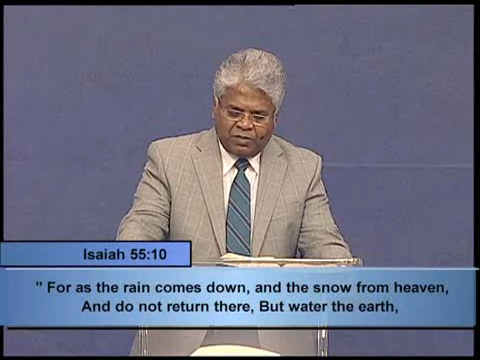 Isaiah 55:10
" For as the rain comes down, and the snow from heaven,
And do not return there, But water the earth,